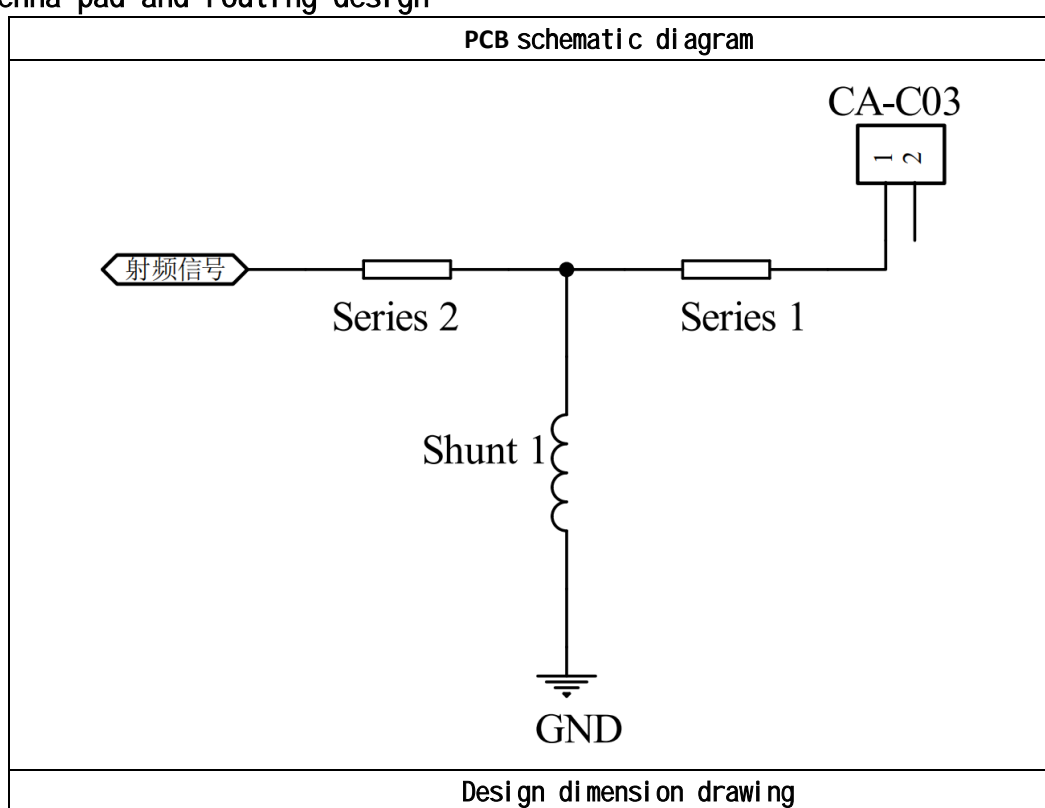 pad and routing design
PCB schematic diagram
CA-C03
1 2
射频信号
Series 2
Series 1
Shunt 1
GND
Design dimension drawing